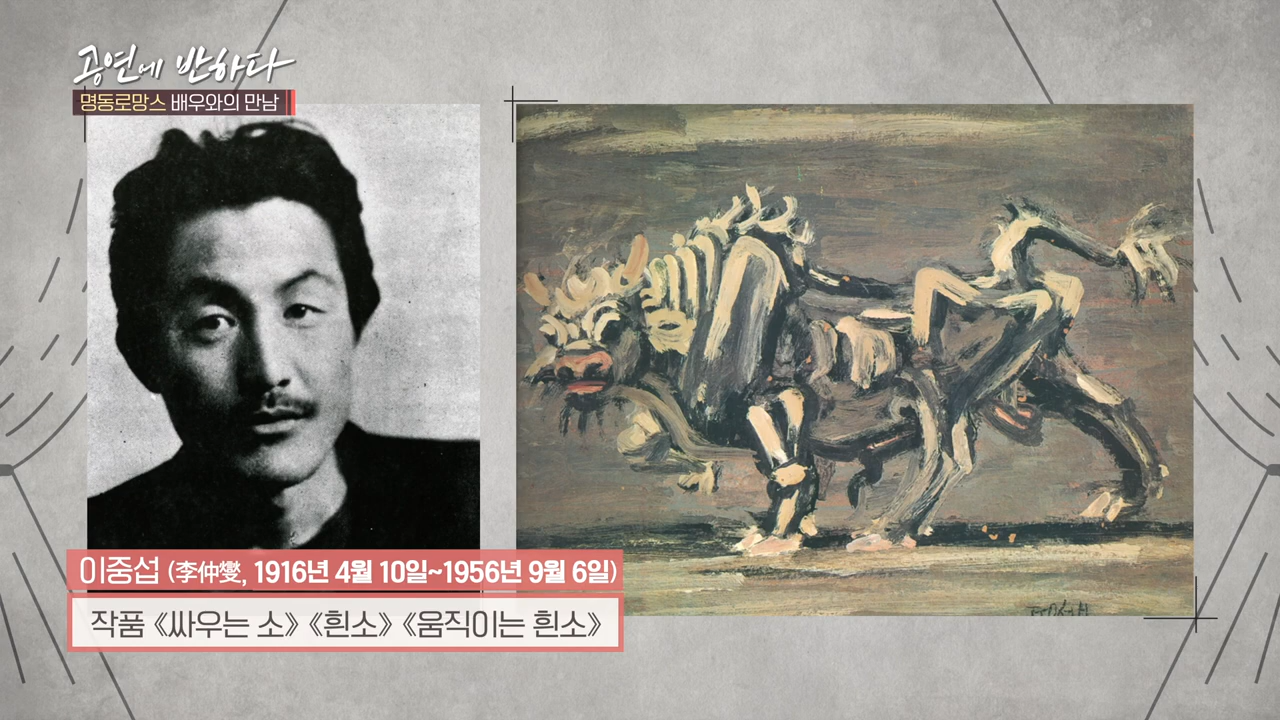 공연에 반하다
명동로망스 배우와의 만남
이중섭 (李仲燮, 1916년 4월 10일~1956년 9월 6일)
작품 《싸우는 소》 《흰소》 《움직이는 흰소》